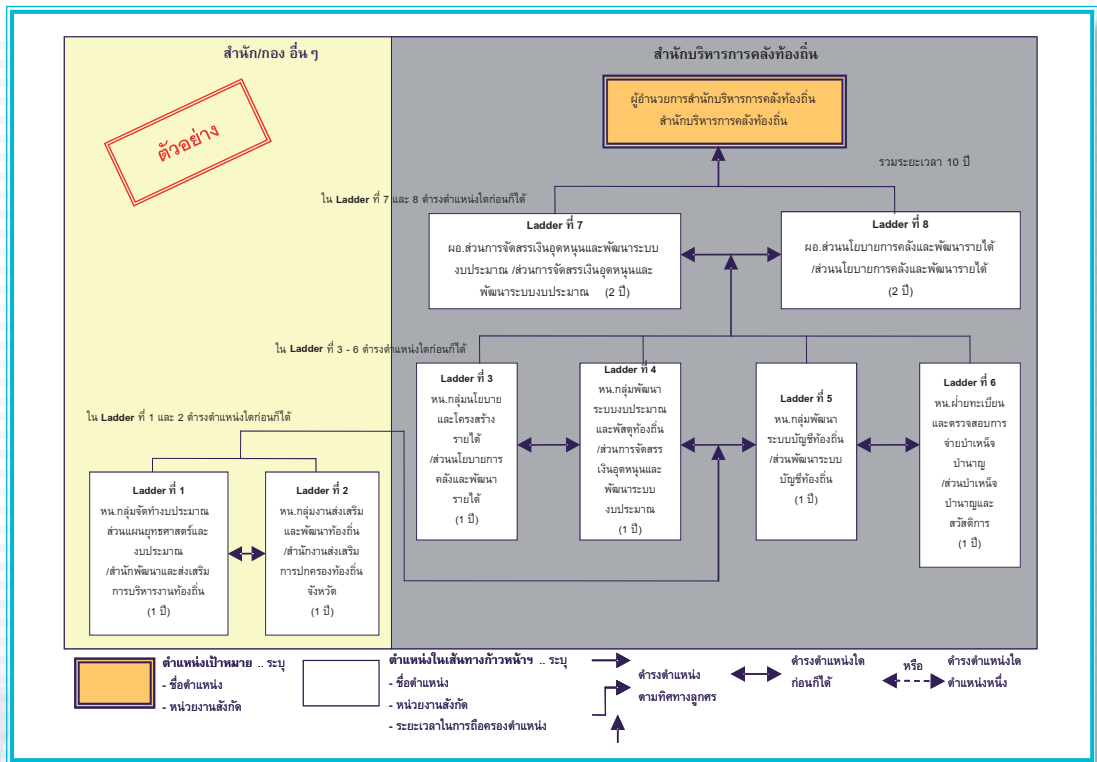 สำนัก/กอง อื่น ๆ
สำนักบริหารการคลังท้องถิ่น
ตัวอย่าง
ผู้อำนวยการสำนักบริหารการคลังท้องถิ่น
สำนักบริหารการคลังท้องถิ่น
รวมระยะเวลา 10 ปี
ใน Ladder ที่ 7 และ 8 ดำรงตำแหน่งใดก่อนก็ได้
Ladder ที่ 7
ผอ.ส่วนการจัดสรรเงินอุดหนุนและพัฒนาระบบ
งบประมาณ /ส่วนการจัดสรรเงินอุดหนุนและ
พัฒนาระบบงบประมาณ (2 ปี)
Ladder ที่ 8
ผอ.ส่วนนโยบายการคลังและพัฒนารายได้
/ส่วนนโยบายการคลังและพัฒนารายได้
(2 ปี)
ใน Ladder ที่ 3 - 6 ดำรงตำแหน่งใดก่อนก็ได้
Ladder ที่ 3
หน.กลุ่มนโยบาย
และโครงสร้าง
รายได้
/ส่วนนโยบายการ
คลังและพัฒนา
รายได้
(1 ปี)
Ladder ที่ 4
หน.กลุ่มพัฒนา
ระบบงบประมาณ
และพัสดุท้องถิ่น
/ส่วนการจัดสรร
เงินอุดหนุนและ
พัฒนาระบบ
งบประมาณ
(1 ปี)
Ladder ที่ 5
หน.กลุ่มพัฒนา
ระบบบัญชีท้องถิ่น
/ส่วนพัฒนาระบบ
บัญชีท้องถิ่น
(1 ปี)
Ladder ที่ 6
หน.ฝ่ายทะเบียน
และตรวจสอบการ
จ่ายบำเหน็จ
บำนาญ
/ส่วนบำเหน็จ
บำนาญและ
สวัสดิการ
(1 ปี)
ใน Ladder ที่ 1 และ 2 ดำรงตำแหน่งใดก่อนก็ได้
Ladder ที่ 1
หน.กลุ่มจัดทำงบประมาณ
ส่วนแผนยุทธศาสตร์และ
งบประมาณ
/สำนักพัฒนาและส่งเสริม
การบริหารงานท้องถิ่น
(1 ปี)
Ladder ที่ 2
หน.กลุ่มงานส่งเสริม
และพัฒนาท้องถิ่น
/สำนักงานส่งเสริม
การปกครองท้องถิ่น
จังหวัด
(1 ปี)
ตำแหน่งเป้าหมาย .. ระบุ
- ชื่อตำแหน่ง
- หน่วยงานสังกัด
ตำแหน่งในเส้นทางก้าวหน้าฯ .. ระบุ
- ชื่อตำแหน่ง
- หน่วยงานสังกัด
- ระยะเวลาในการถือครองตำแหน่ง
ดำรงตำแหน่ง
ตามทิศทางลูกศร
ดำรงตำแหน่งใด
ก่อนก็ได้
หรือ
ดำรงตำแหน่งใด
ตำแหน่งหนึ่ง